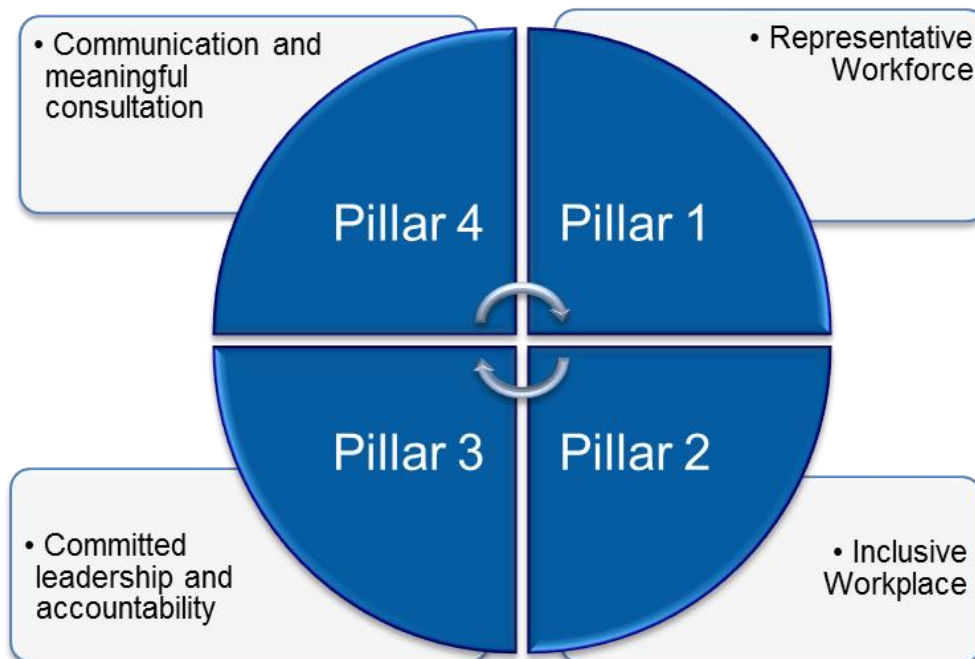 • Communication and
meaningful
consultation
• Representative
Workforce
Pillar 4
Pillar 1
Pillar 3
Pillar 2
• Committed
leadership and
accountability
• Inclusive
Workplace